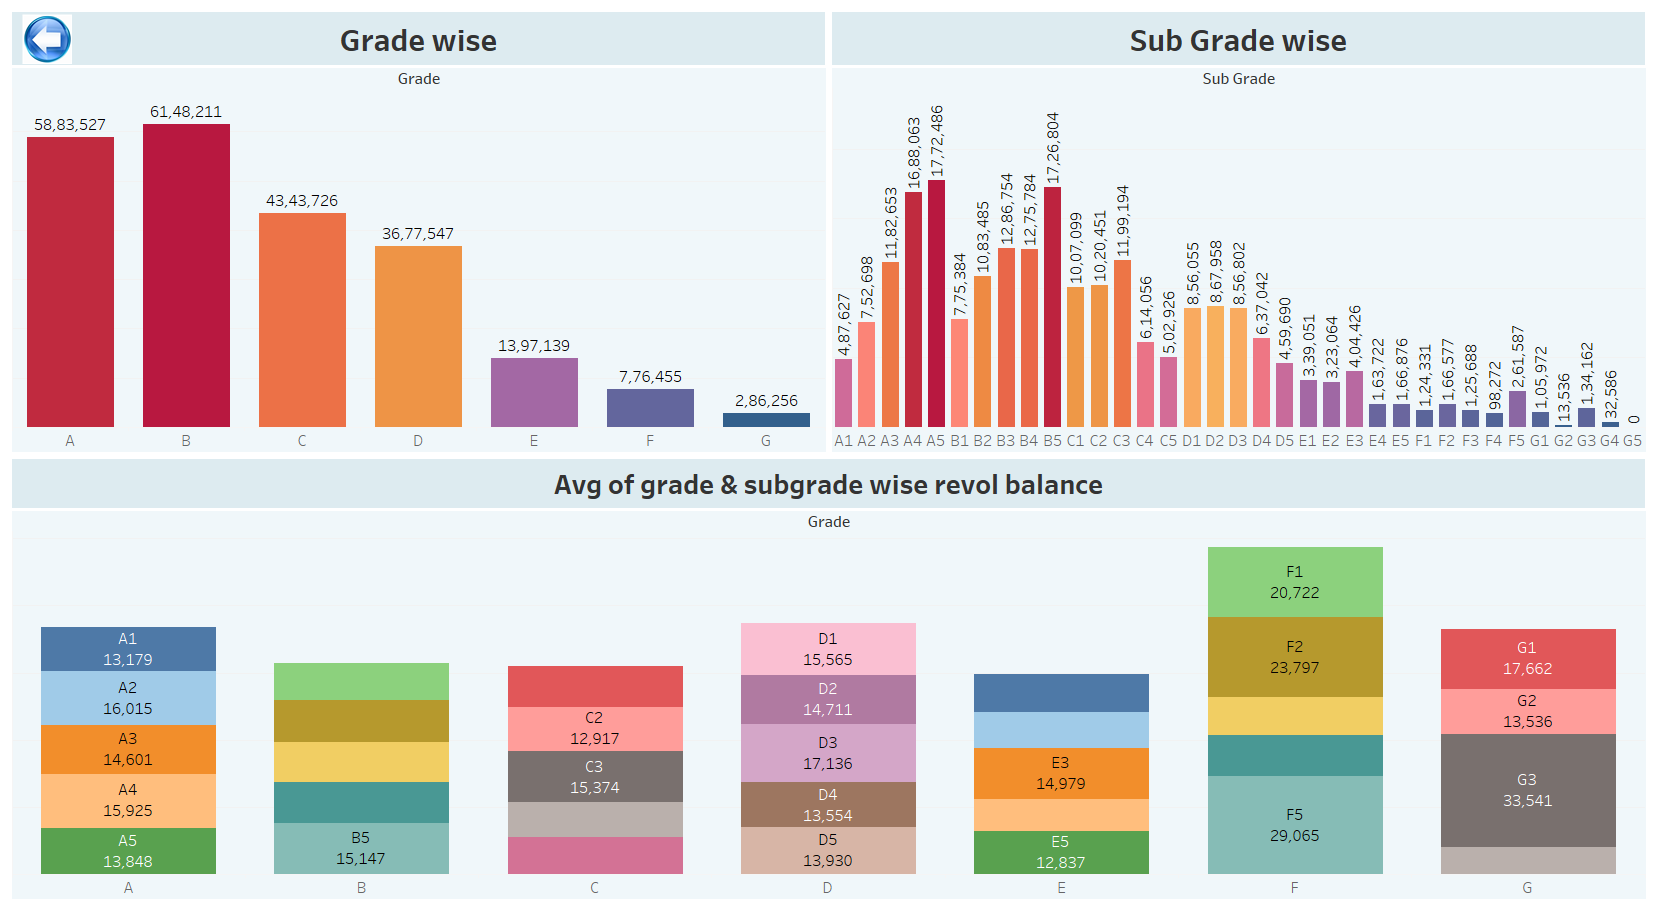 Grade wise
Grade
58,83,527
61,48,211
43,43,726
36,77,547
13,97,139
7,76,455
2,86,256
A B C D E F G
Sub Grade wise
Sub Grade
4,87,627
7,52,698
11,82,653
16,88,063
17,72,486
7,75,384
10,83,485
12,86,754
12,75,784
17,26,804
10,07,099
10,20,451
11,99,194
6,14,056
5,02,926
8,56,055
8,67,958
8,56,802
6,37,042
4,59,690
3,39,051
3,23,064
4,04,426
1,63,722
1,66,876
1,24,331
1,66,577
1,25,688
98,272
2,61,587
1,05,972
13,536
1,34,162
32,586
0
A1 A2 A3 A4 A5 B1 B2 B3 B4 B5 C1 C2 C3 C4 C5 D1 D2 D3 D4 D5 E1 E2 E3 E4 E5 F1 F2 F3 F4 F5 G1 G2 G3 G4 G5
Avg of grade & subgrade wise revol balance
Grade
A1
13,179
A2
16,015
A3
14,601
A4
15,925
A5
13,848
B5
15,147
C2
12,917
C3
15,374
D1
15,565
D2
14,711
D3
17,136
D4
13,554
D5
13,930
E3
14,979
E5
12,837
F1
20,722
F2
23,797
F5
29,065
G1
17,662
G2
13,536
G3
33,541
A B C D E F G